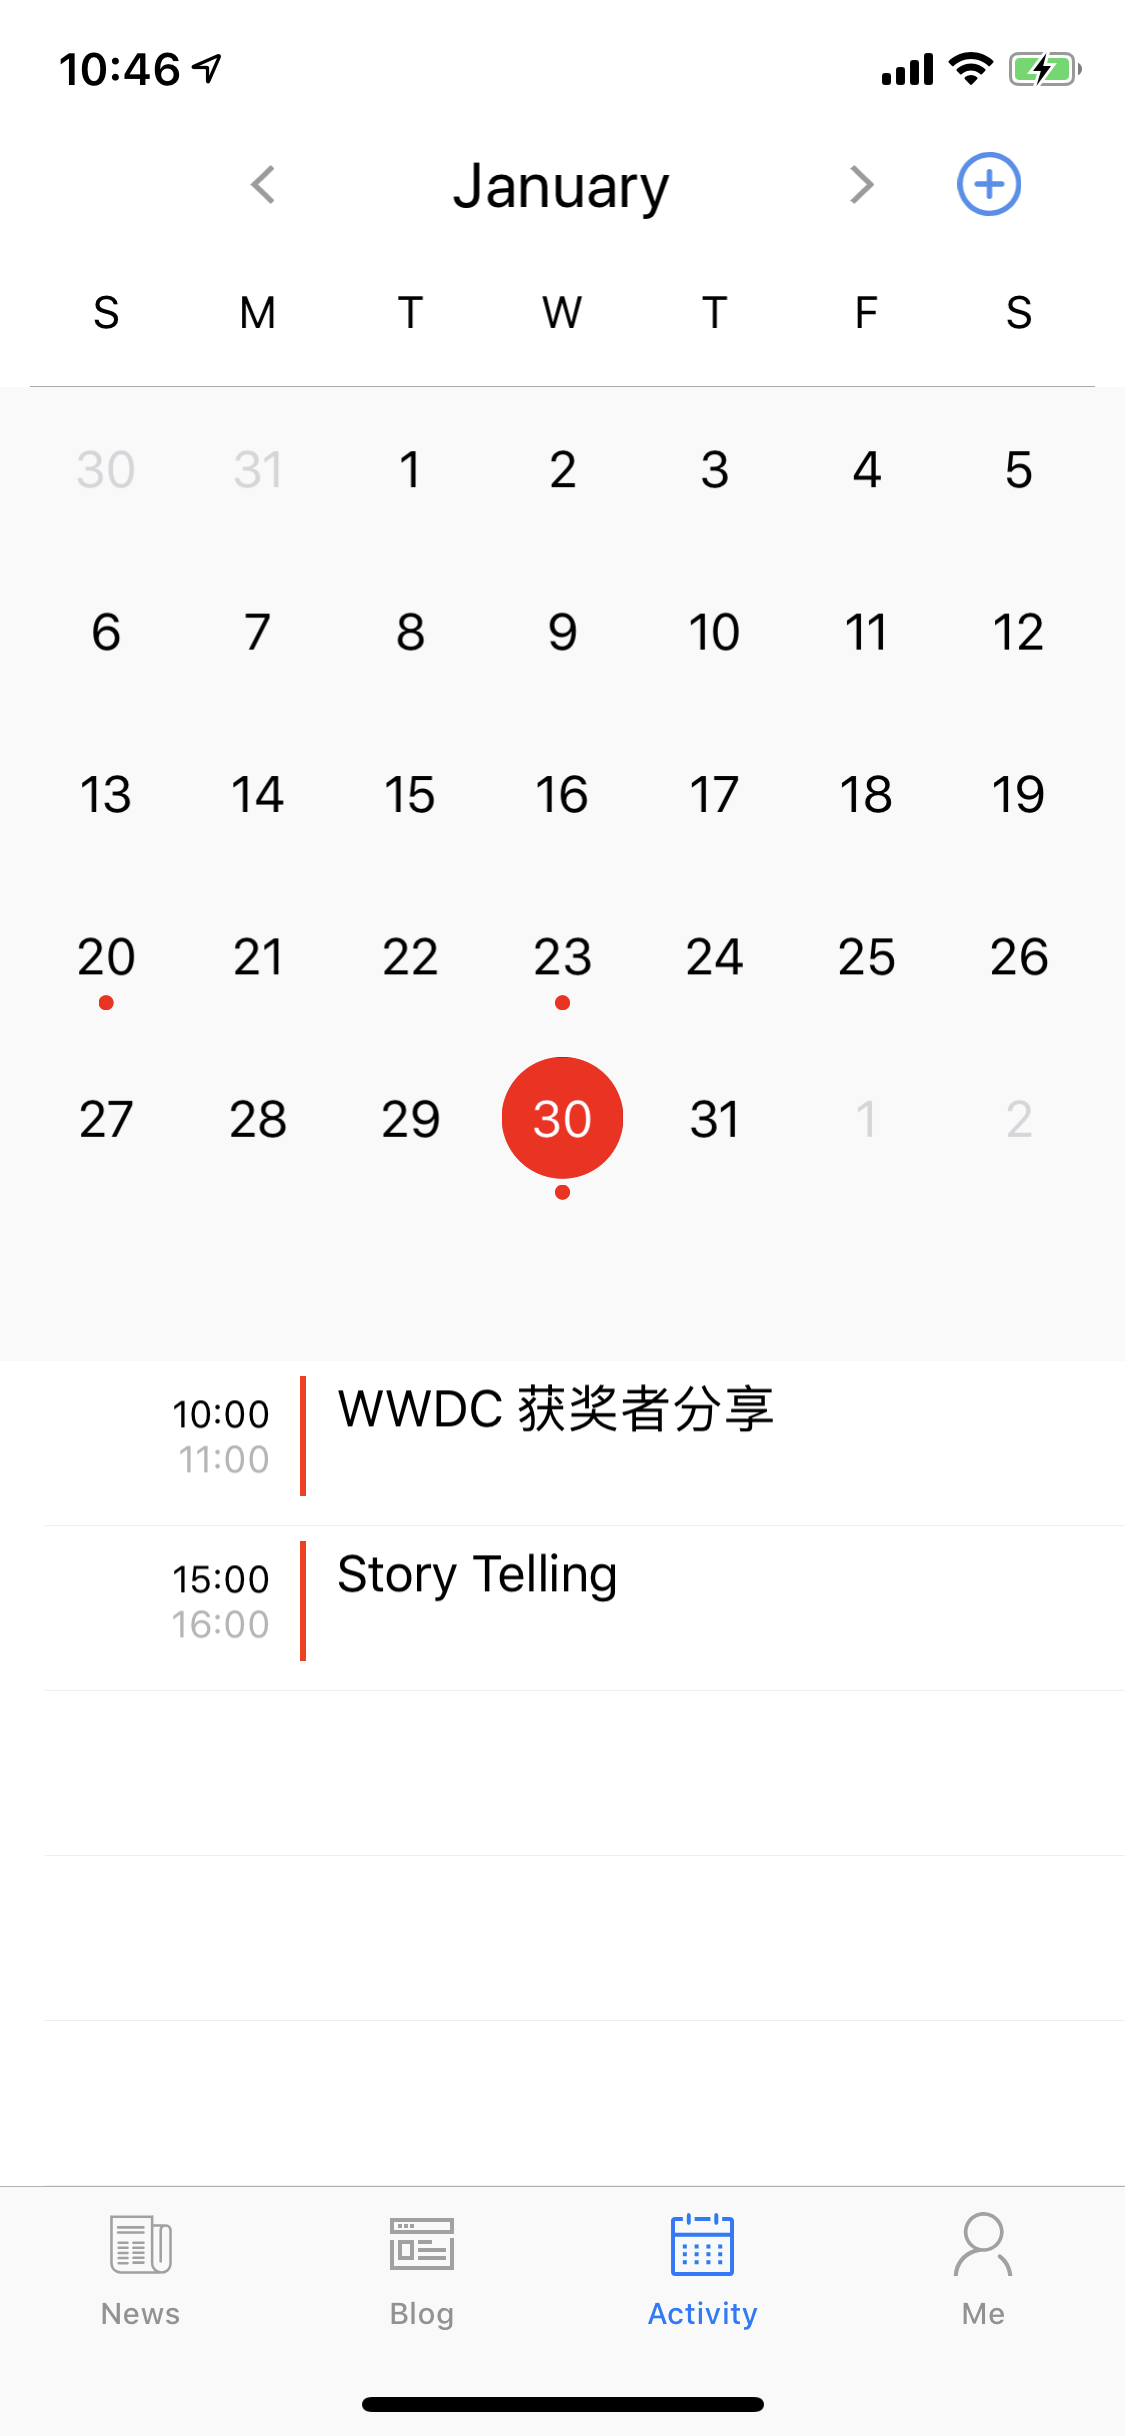 10:46
January
S M T W T F S
30 31 1 2 3 4 5
6 7 8 9 10 11 12
13 14 15 16 17 18 19
20 21 22 23 24 25 26
27 28 29 30 31 1 2
10:00 WWDC 获奖者分享
11:00
15:00 Story Telling
16:00
News Blog Activity Me